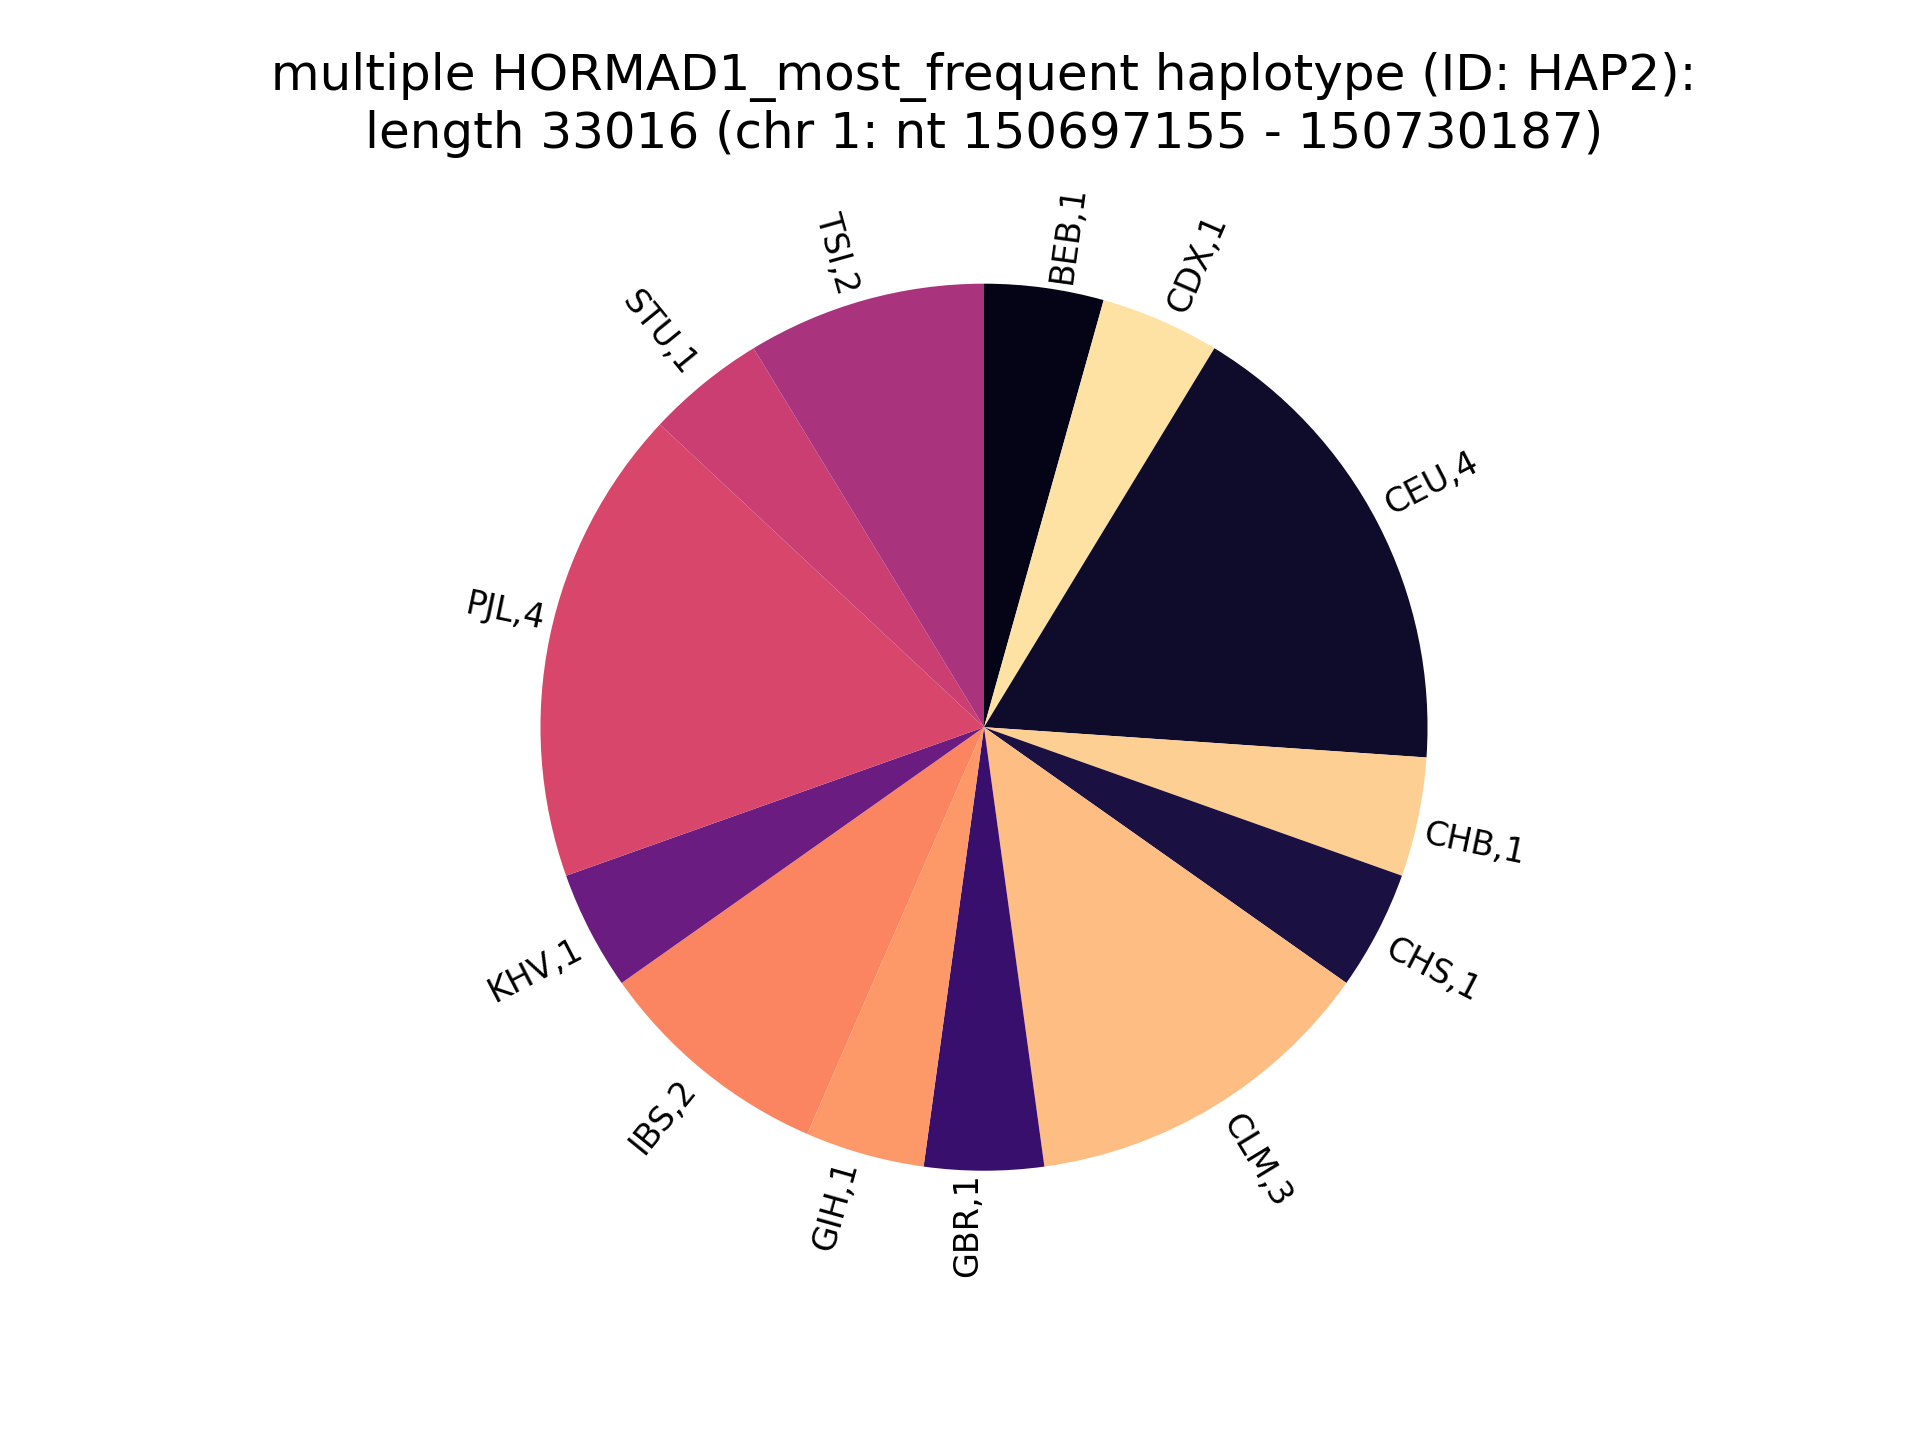 multiple HORMAD1_most_frequent haplotype (ID: HAP2):
length 33016 (chr 1: nt 150697155 - 150730187)
BEB,1
CDX,1
CEU,4
CHB,1
CHS,1
CLM,3
GBR,1
GIH,1
IBS,2
KHV,1
PJL,4
STU,1
TSI,2